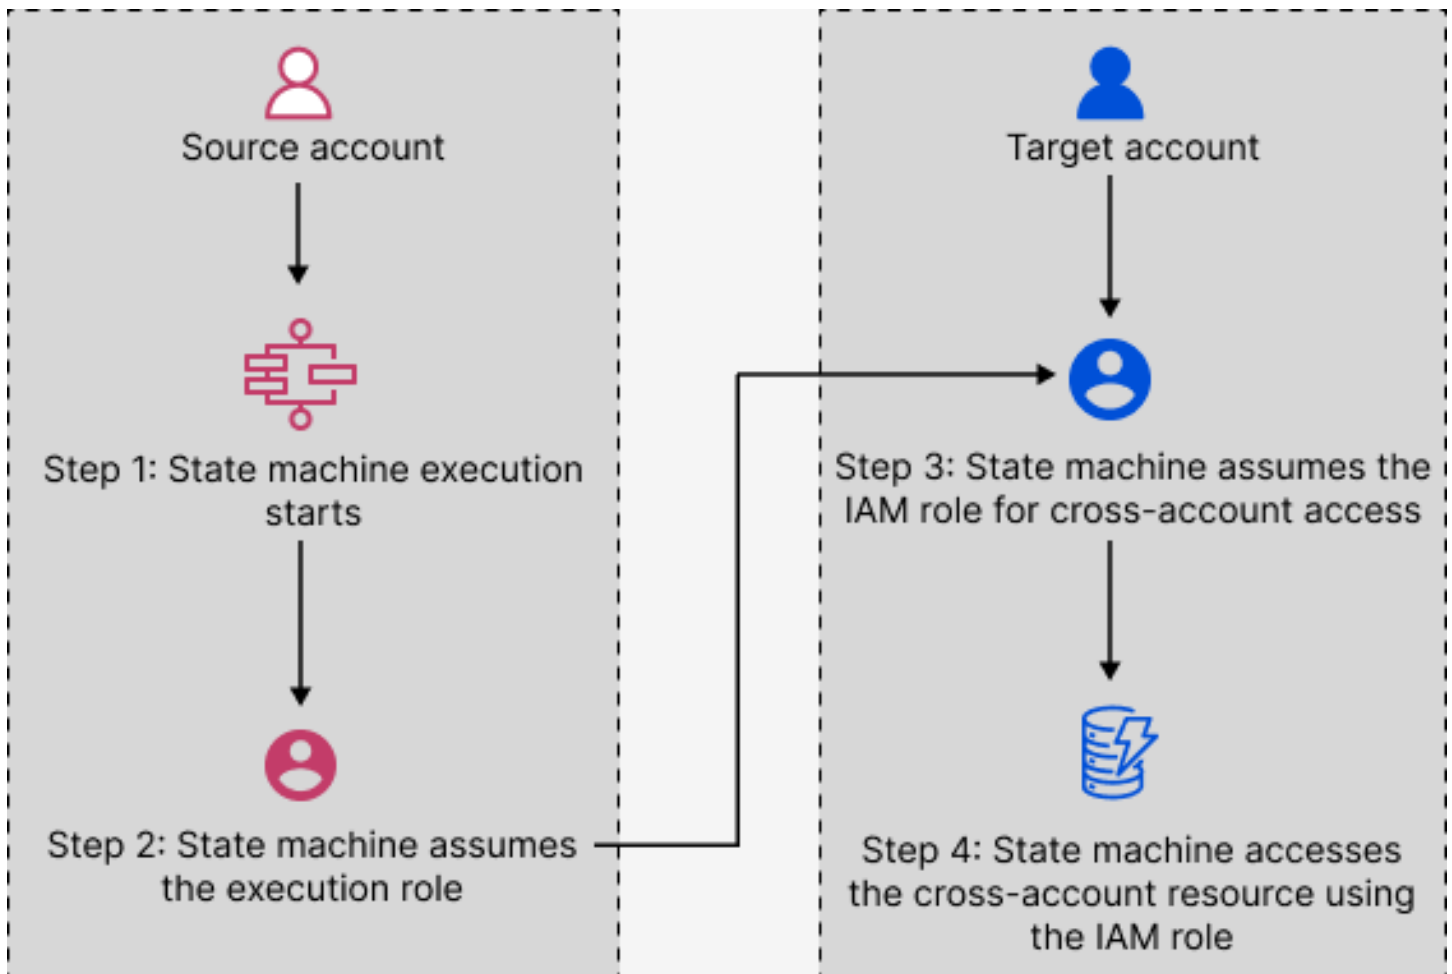 Source account
Step 1: State machine execution
starts
Step 2: State machine assumes
the execution role
Target account
Step 3: State machine assumes the
IAM role for cross-account access
Step 4: State machine accesses
the cross-account resource using
the IAM role